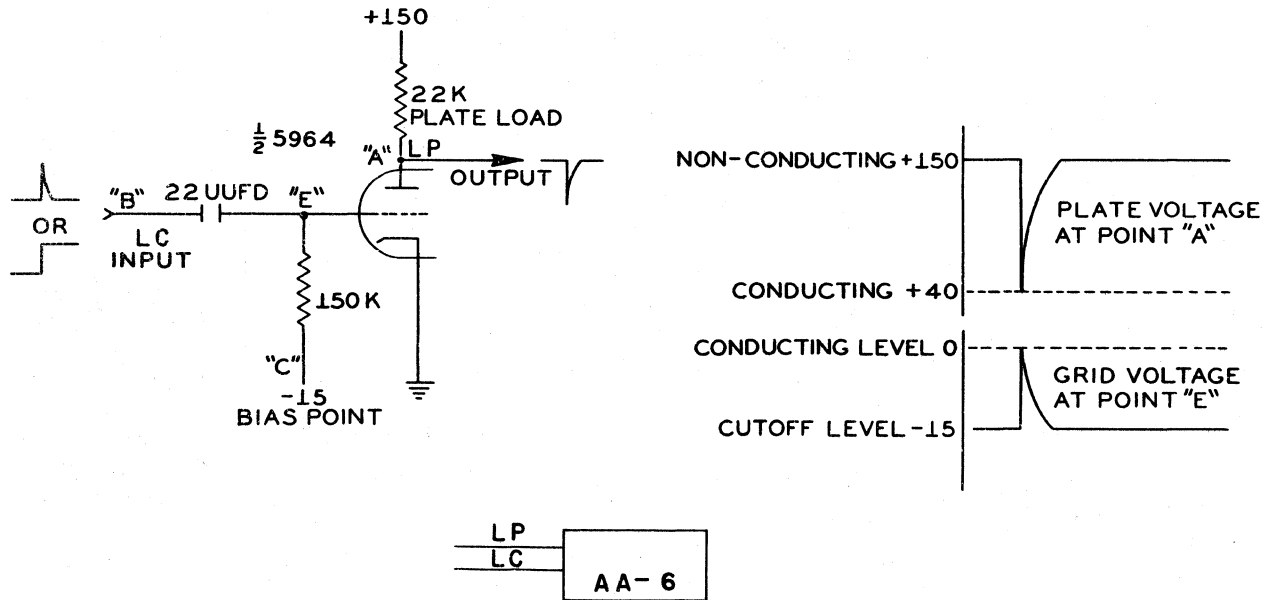 +150
22K
PLATE LOAD
½ 5964
"A" LP
OUTPUT
"B" 22 UUFD "E"
OR
LC
INPUT
150K
"C"
-15
BIAS POINT
NON-CONDUCTING +150
PLATE VOLTAGE
AT POINT "A"
CONDUCTING +40
CONDUCTING LEVEL 0
GRID VOLTAGE
AT POINT "E"
CUTOFF LEVEL -15
LP
LC
AA-6